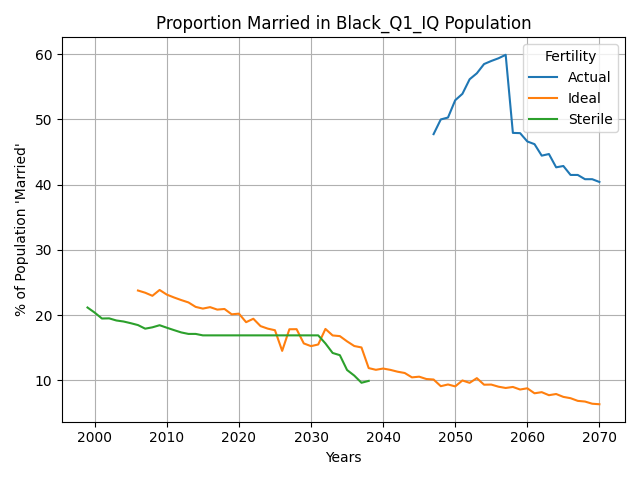 Proportion Married in Black_Q1_IQ Population
% of Population 'Married'
60
50
40
30
20
10
Fertility
Actual
Ideal
Sterile
2000 2010 2020 2030 2040 2050 2060 2070
Years